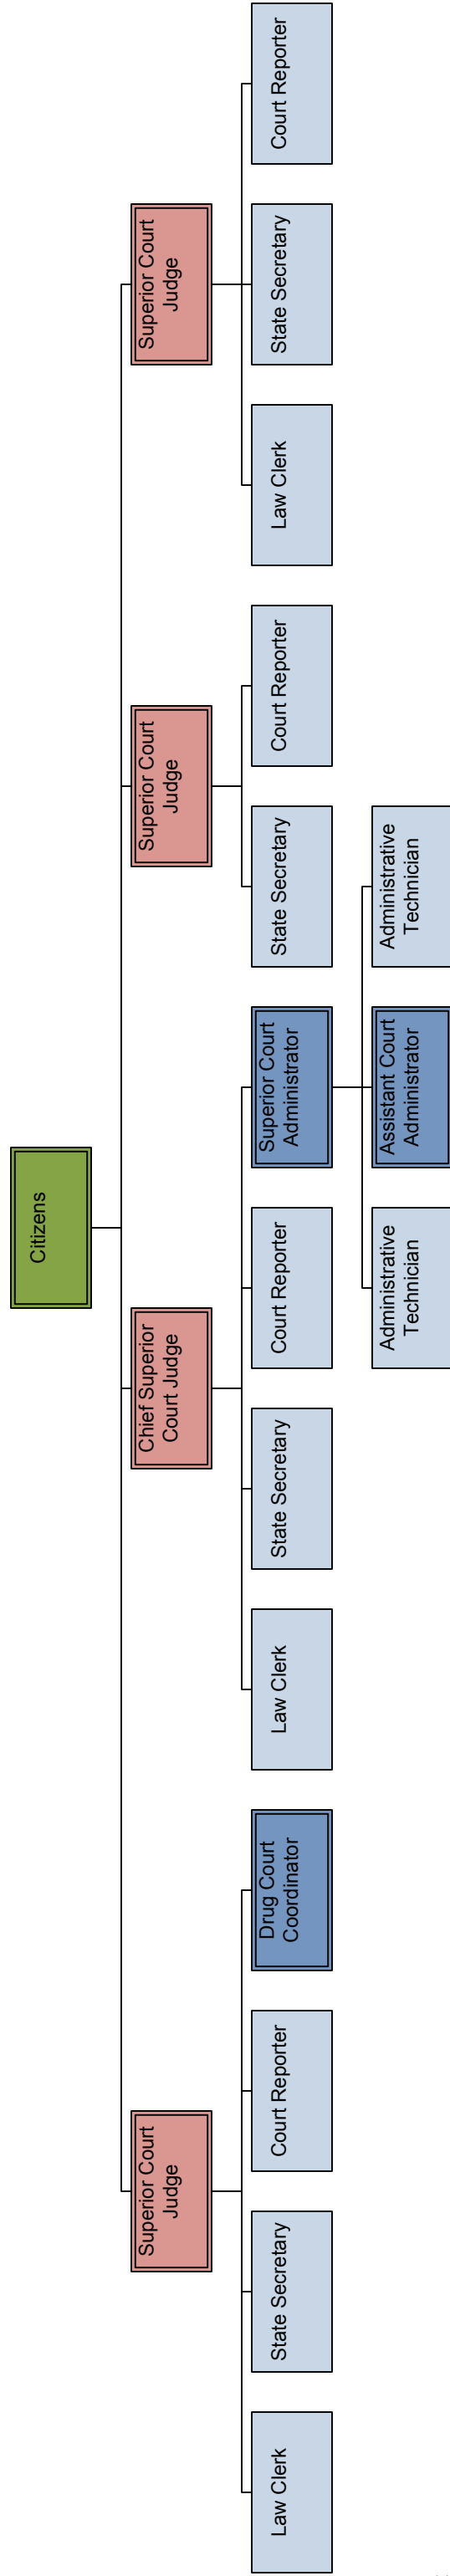 Citizens
Superior Court
Judge
Chief Superior
Court Judge
Superior Court
Judge
Superior Court
Judge
Law Clerk
State Secretary
Court Reporter
Drug Court
Coordinator
Law Clerk
State Secretary
Court Reporter
Superior Court
Administrator
State Secretary
Court Reporter
Law Clerk
State Secretary
Court Reporter
Administrative
Technician
Assistant Court
Administrator
Administrative
Technician